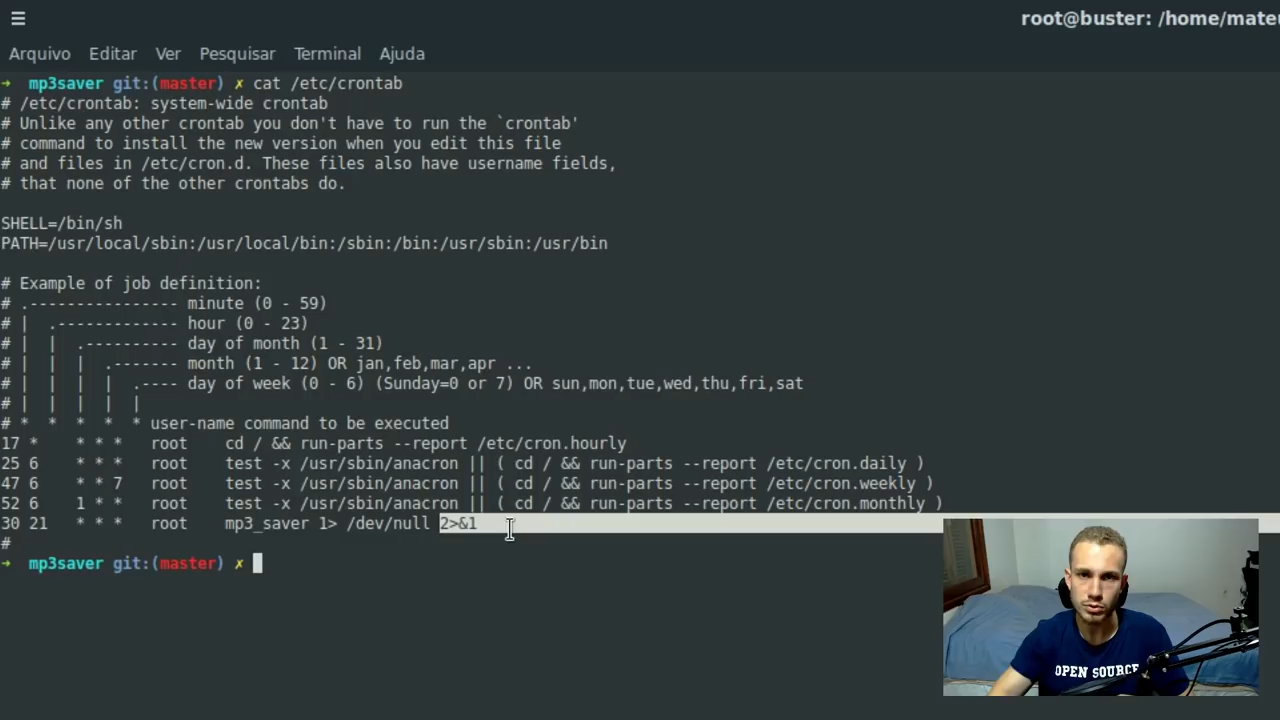 ☰ root@buster: /home/mate
Arquivo Editar Ver Pesquisar Terminal Ajuda
➜ mp3saver git:(master) ✗ cat /etc/crontab
# /etc/crontab: system-wide crontab
# Unlike any other crontab you don't have to run the `crontab'
# command to install the new version when you edit this file
# and files in /etc/cron.d. These files also have username fields,
# that none of the other crontabs do.
SHELL=/bin/sh
PATH=/usr/local/sbin:/usr/local/bin:/sbin:/bin:/usr/sbin:/usr/bin
# Example of job definition:
# .---------------- minute (0 - 59)
# | .------------- hour (0 - 23)
# | | .---------- day of month (1 - 31)
# | | | .------- month (1 - 12) OR jan,feb,mar,apr ...
# | | | | .---- day of week (0 - 6) (Sunday=0 or 7) OR sun,mon,tue,wed,thu,fri,sat
# | | | | |
# * * * * * user-name command to be executed
17 * * * * root cd / && run-parts --report /etc/cron.hourly
25 6 * * * root test -x /usr/sbin/anacron || ( cd / && run-parts --report /etc/cron.daily )
47 6 * * 7 root test -x /usr/sbin/anacron || ( cd / && run-parts --report /etc/cron.weekly )
52 6 1 * * root test -x /usr/sbin/anacron || ( cd / && run-parts --report /etc/cron.monthly )
30 21 * * * root mp3_saver 1> /dev/null 2>&1
#
➜ mp3saver git:(master) ✗
OPEN SOURCE